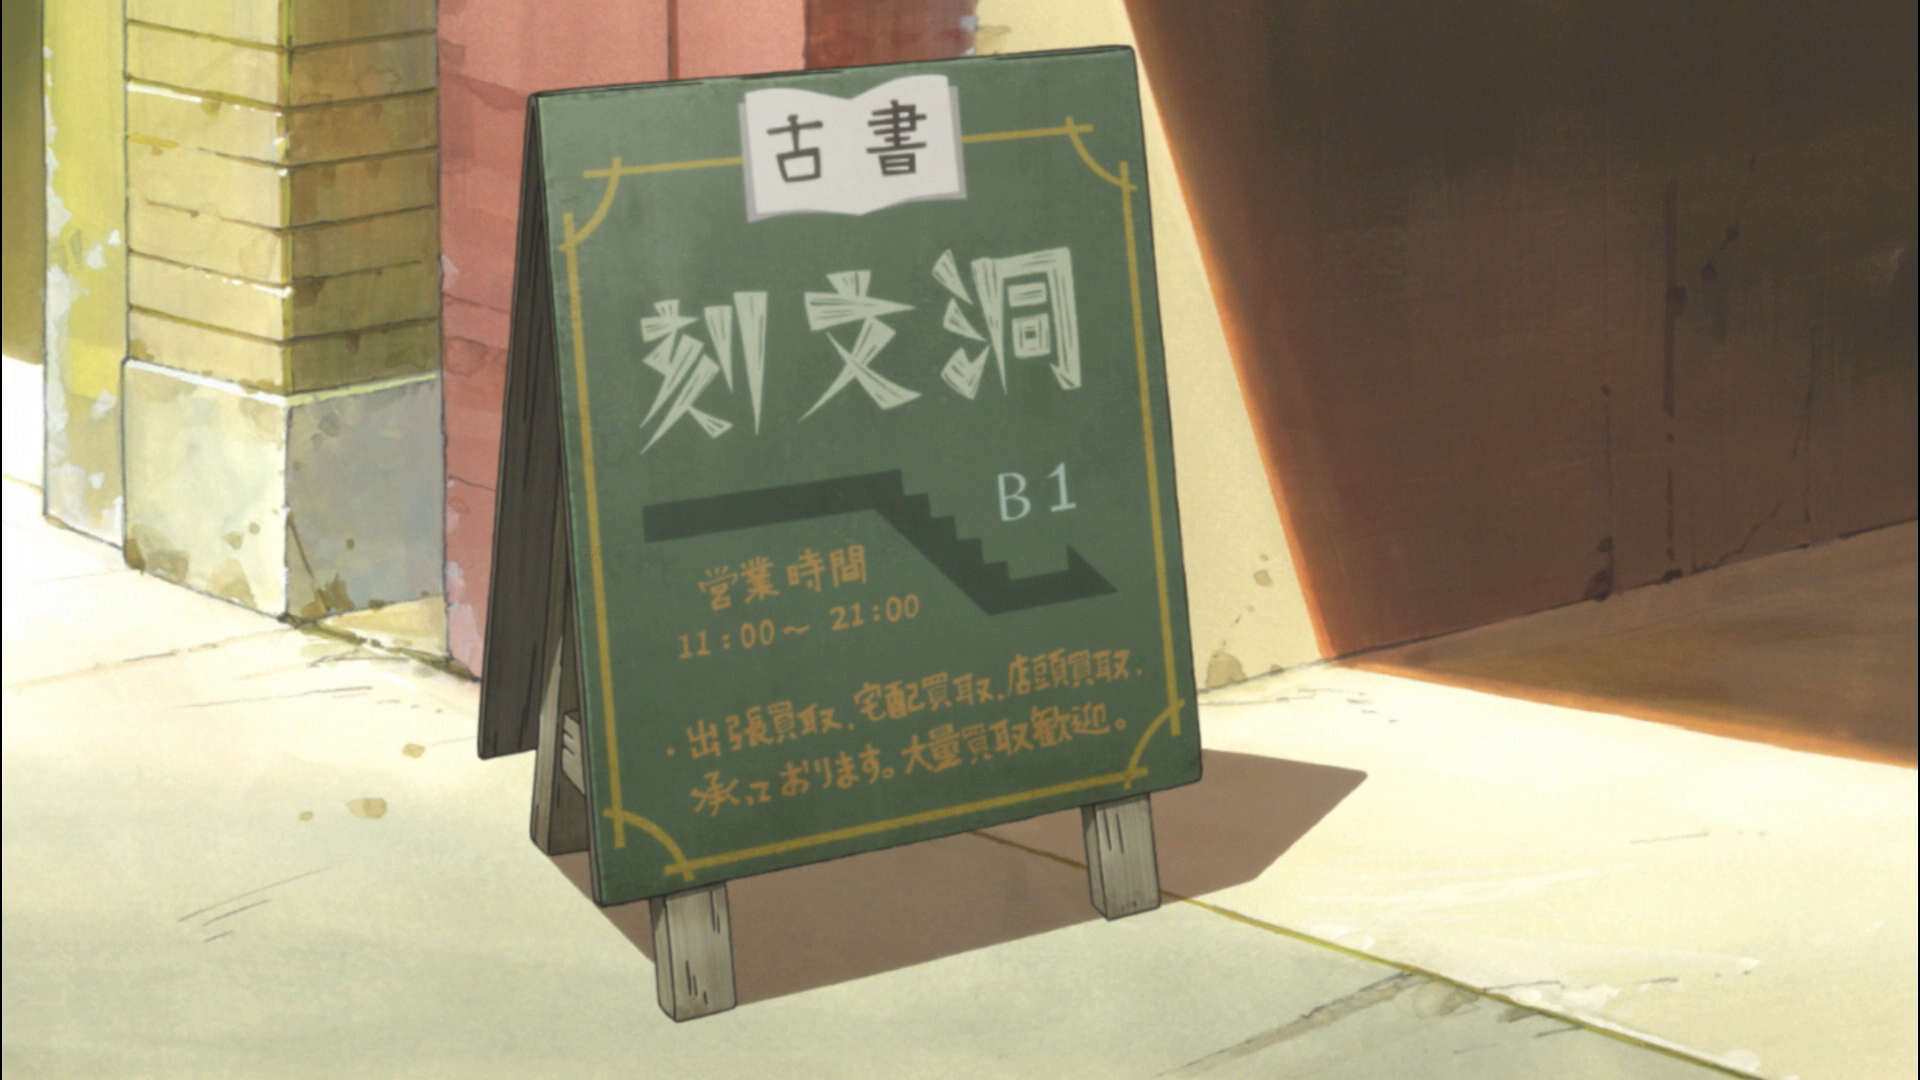 古書
刻文洞
B1
営業時間
11:00～ 21:00
・出張買取、宅配買取、店頭買取、
承っております。大量買取歓迎。